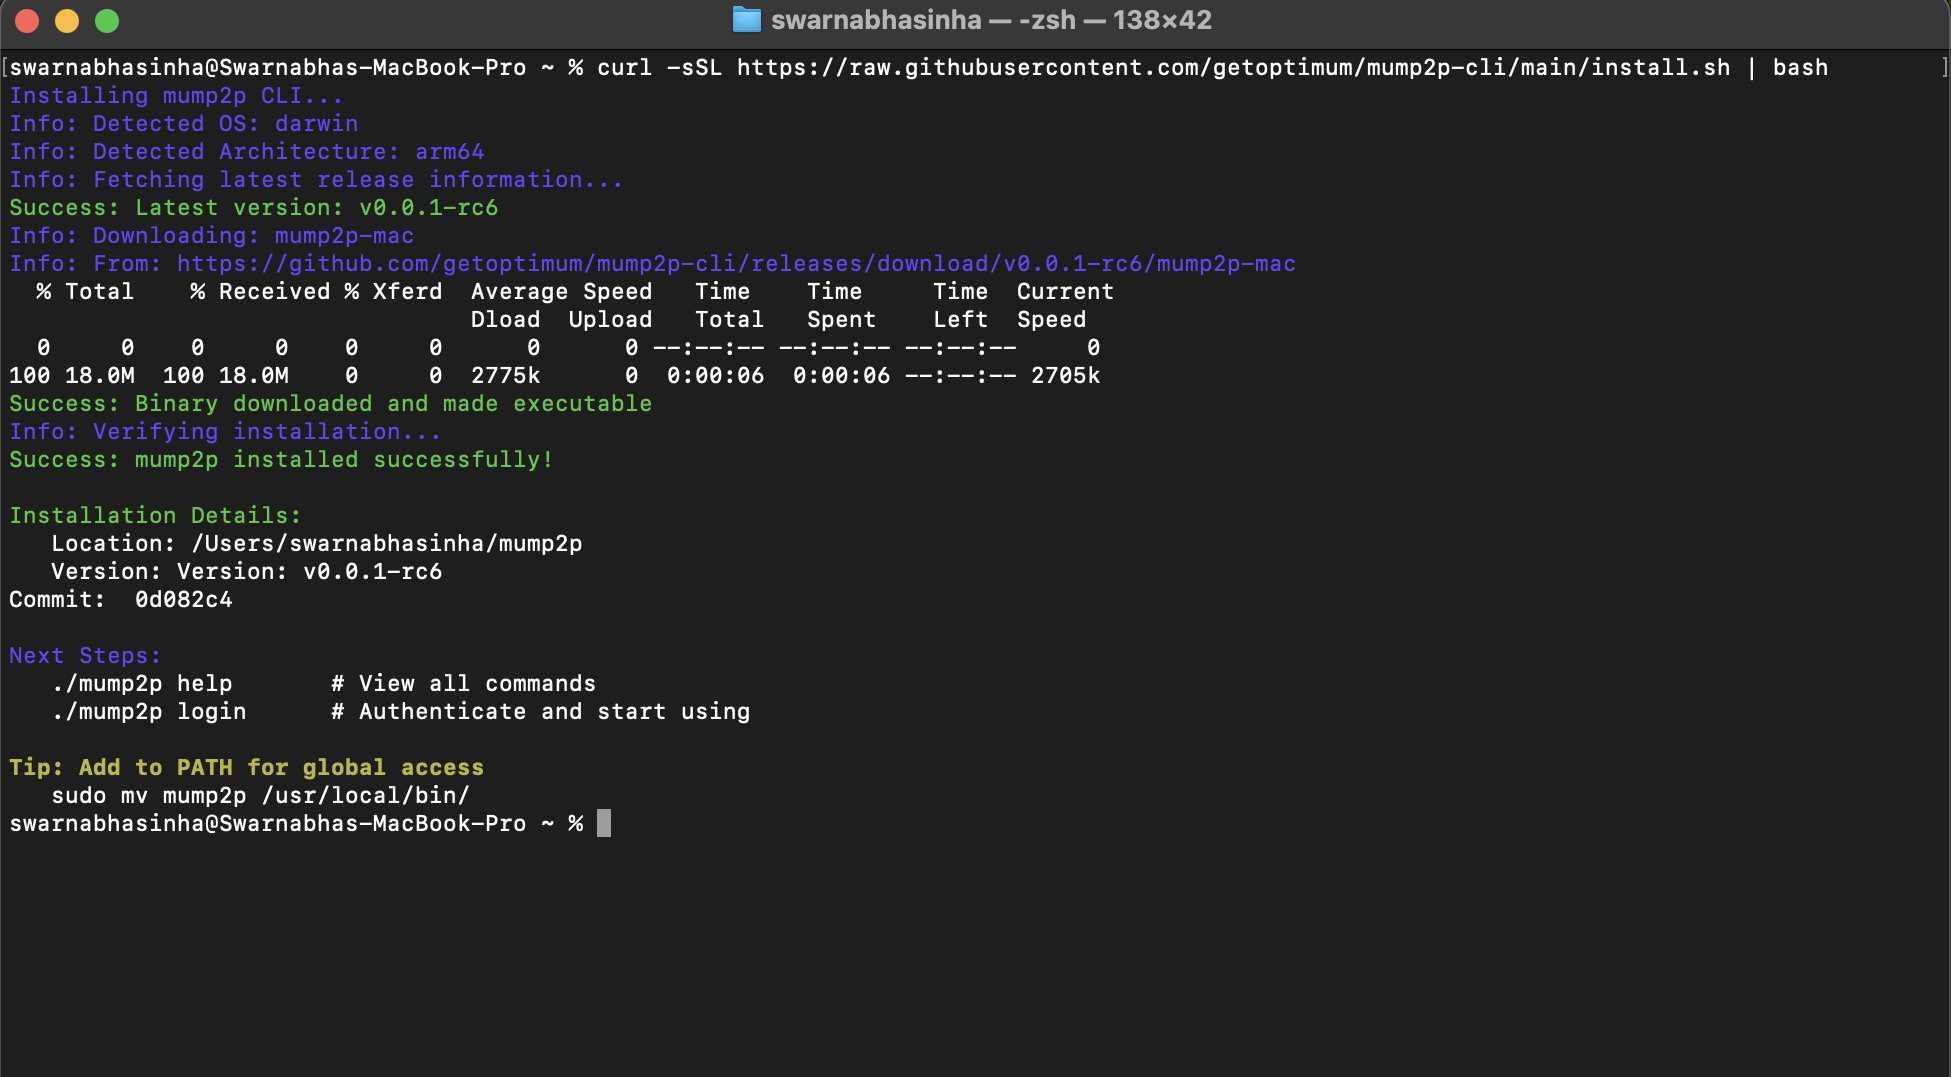 swarnabhasinha — -zsh — 138×42
[swarnabhasinha@Swarnabhas-MacBook-Pro ~ % curl -sSL https://raw.githubusercontent.com/getoptimum/mump2p-cli/main/install.sh | bash ]
Installing mump2p CLI...
Info: Detected OS: darwin
Info: Detected Architecture: arm64
Info: Fetching latest release information...
Success: Latest version: v0.0.1-rc6
Info: Downloading: mump2p-mac
Info: From: https://github.com/getoptimum/mump2p-cli/releases/download/v0.0.1-rc6/mump2p-mac
  % Total    % Received % Xferd  Average Speed   Time    Time     Time  Current
                                 Dload  Upload   Total   Spent    Left  Speed
  0     0    0     0    0     0      0      0 --:--:-- --:--:-- --:--:--     0
100 18.0M  100 18.0M    0     0  2775k      0  0:00:06  0:00:06 --:--:-- 2705k
Success: Binary downloaded and made executable
Info: Verifying installation...
Success: mump2p installed successfully!
Installation Details:
   Location: /Users/swarnabhasinha/mump2p
   Version: Version: v0.0.1-rc6
Commit:  0d082c4
Next Steps:
   ./mump2p help       # View all commands
   ./mump2p login      # Authenticate and start using
Tip: Add to PATH for global access
   sudo mv mump2p /usr/local/bin/
swarnabhasinha@Swarnabhas-MacBook-Pro ~ %